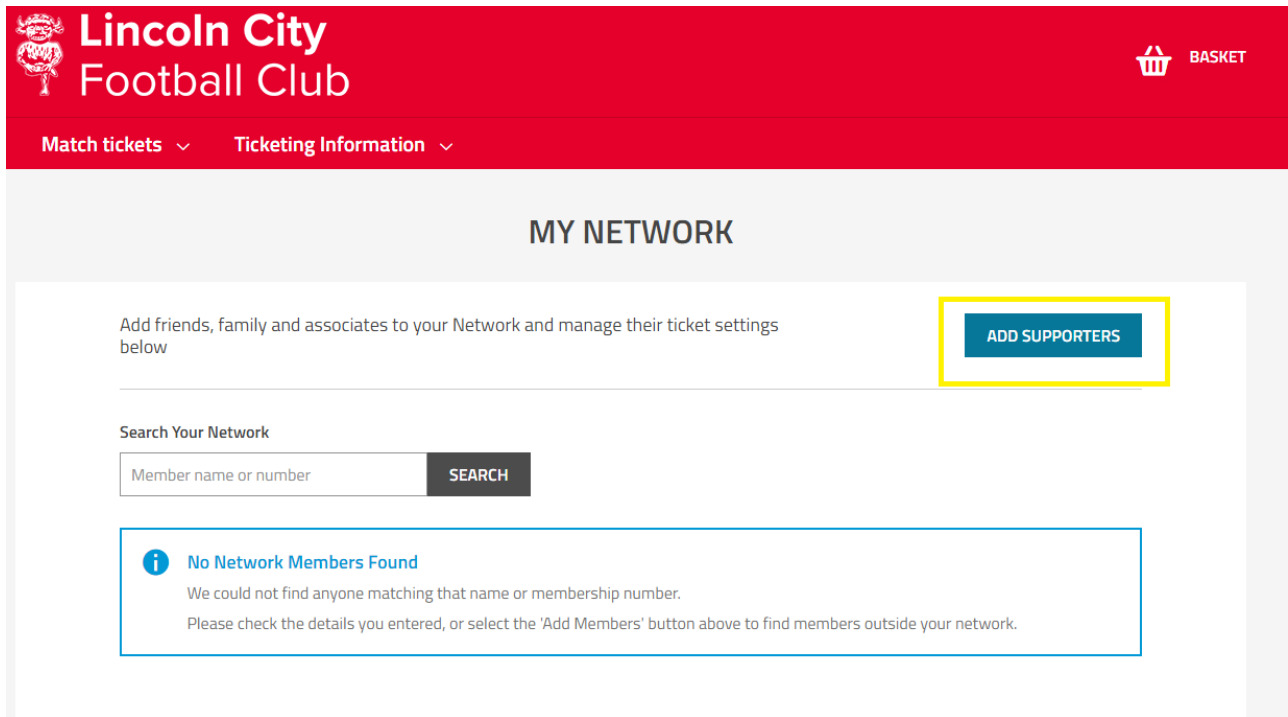 Lincoln City
Football Club
BASKET
Match tickets
Ticketing Information
MY NETWORK
Add friends, family and associates to your Network and manage their ticket settings
below
ADD SUPPORTERS
Search Your Network
Member name or number
SEARCH
No Network Members Found
We could not find anyone matching that name or membership number.
Please check the details you entered, or select the 'Add Members' button above to find members outside your network.